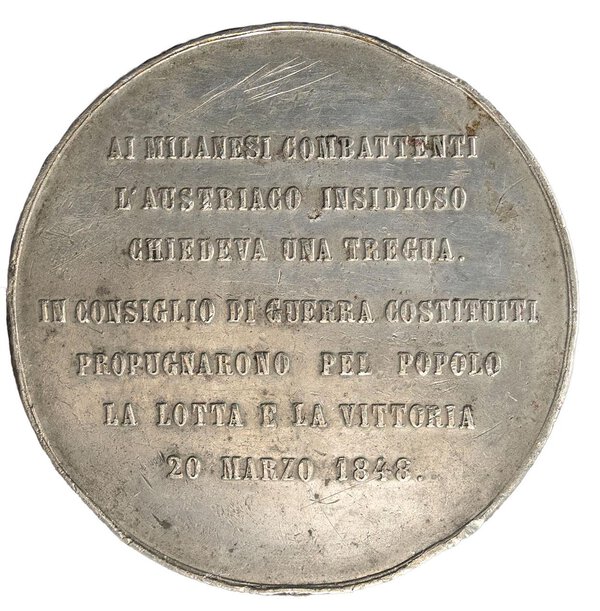 AI MILANESI COMBATTENTI
L'AUSTRIACO INSIDIOSO
CHIEDEVA UNA TREGUA.
IN CONSIGLIO DI GUERRA COSTITUITI
PROPUGNARONO PEL POPOLO
LA LOTTA E LA VITTORIA
20 MARZO 1848.